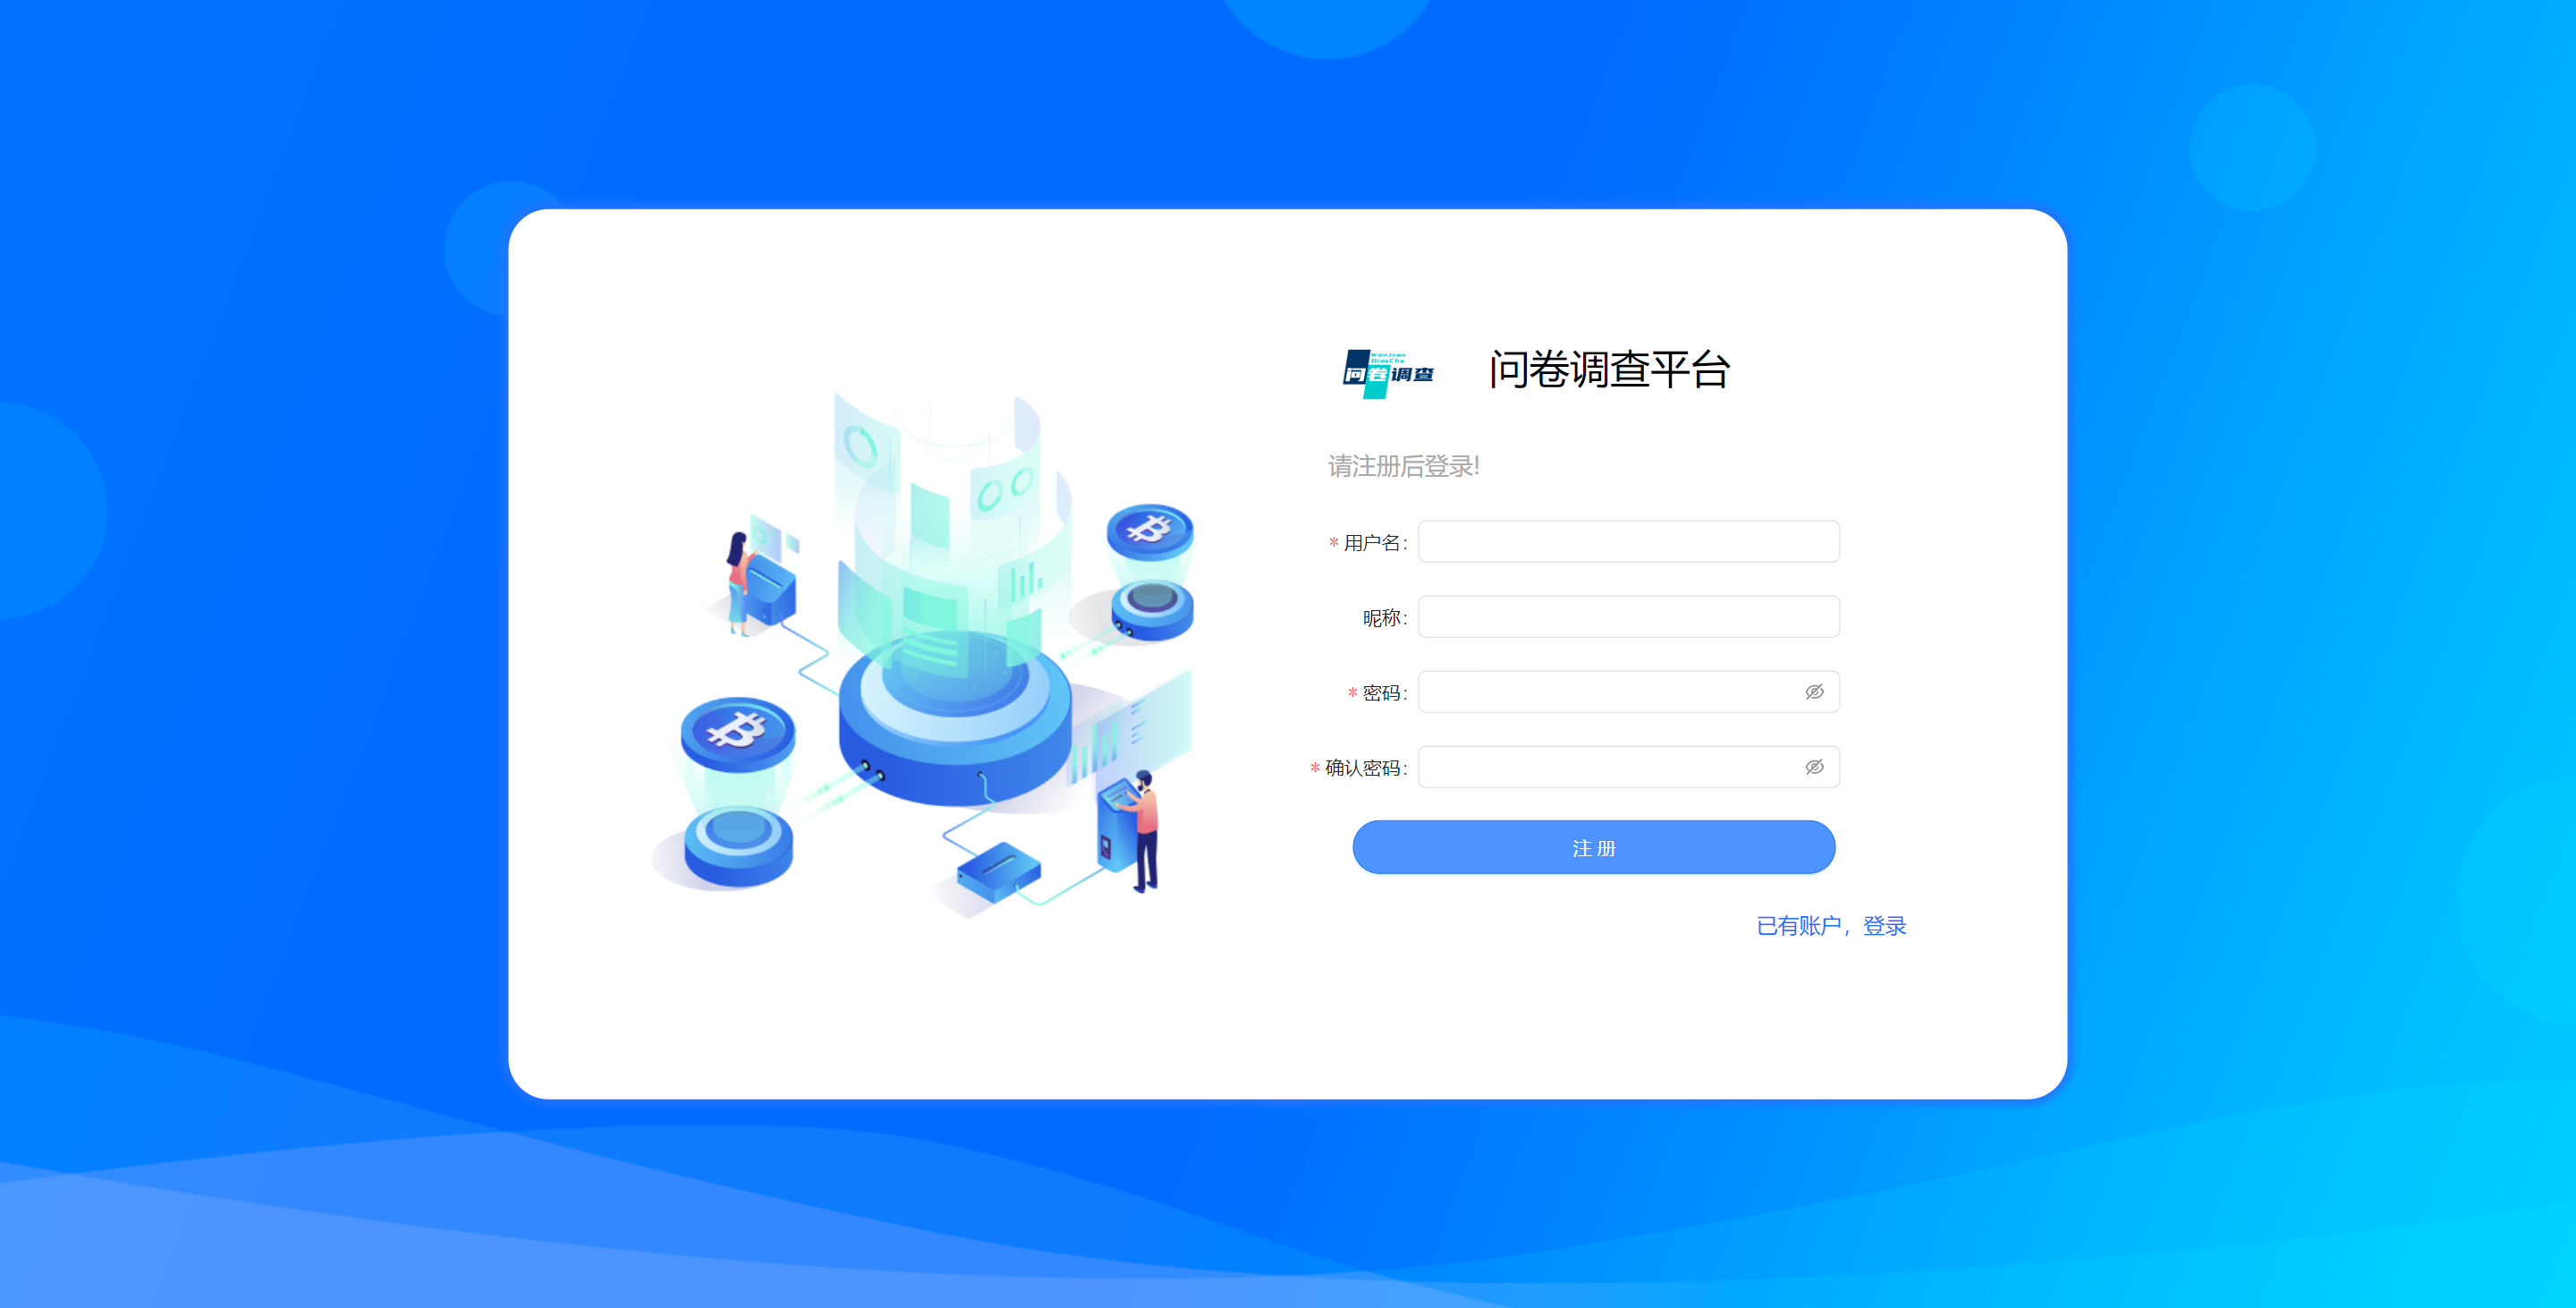 WenJuan
DiaoCha
问卷调查
问卷调查平台
请注册后登录!
* 用户名:
昵称:
* 密码:
* 确认密码:
注 册
已有账户，登录